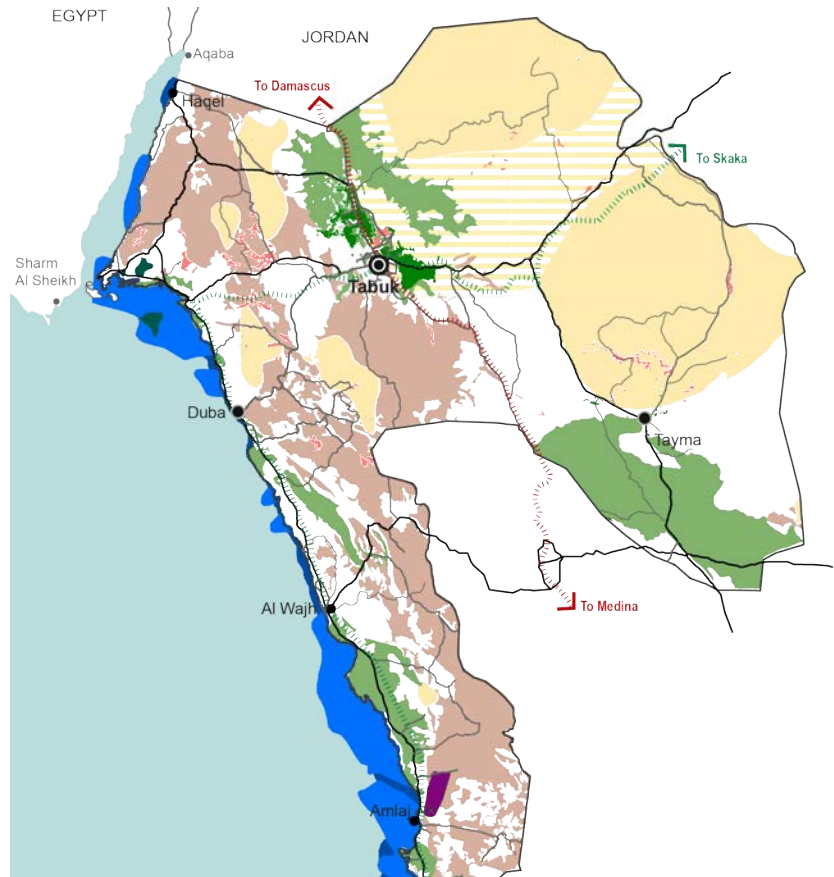 EGYPT
JORDAN
Aqaba
To Damascus
Haqel
To Skaka
Sharm
Al Sheikh
Tabuk
Duba
Tayma
Al Wajh
To Medina
Amlaj